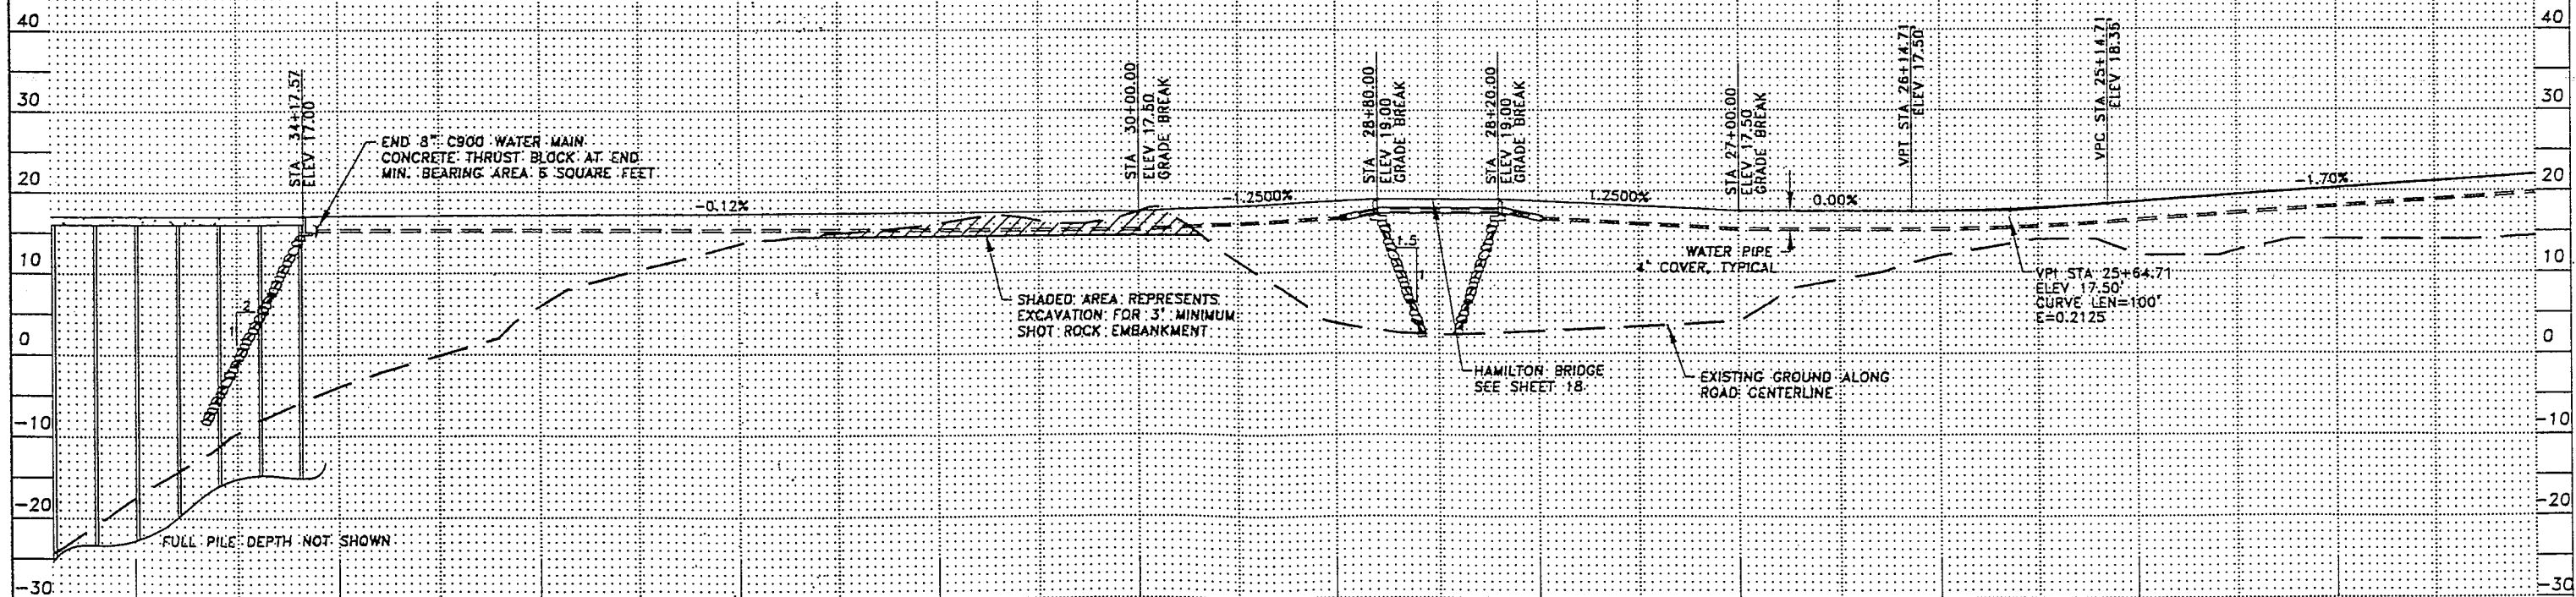 40
30
20
10
0
-10
-20
-30
STA 34+17.57
ELEV 17.00
END 8" C900 WATER MAIN
CONCRETE THRUST BLOCK AT END
MIN. BEARING AREA 6 SQUARE FEET
-0.12%
2
1
FULL PILE DEPTH NOT SHOWN
SHADED AREA REPRESENTS
EXCAVATION FOR 3' MINIMUM
SHOT ROCK EMBANKMENT
STA 30+00.00
ELEV 17.50
GRADE BREAK
-1.2500%
STA 28+80.00
ELEV 19.00
GRADE BREAK
1.5
1
STA 28+20.00
ELEV 19.00
GRADE BREAK
HAMILTON BRIDGE
SEE SHEET 18
1.2500%
STA 27+00.00
ELEV 17.50
GRADE BREAK
WATER PIPE
4' COVER, TYPICAL
EXISTING GROUND ALONG
ROAD CENTERLINE
0.00%
VPT STA 26+14.71
ELEV 17.50'
VPC STA 25+14.71
ELEV 18.35'
VPI STA 25+64.71
ELEV 17.50'
CURVE LEN=100'
E=0.2125
-1.70%
40
30
20
10
0
-10
-20
-30